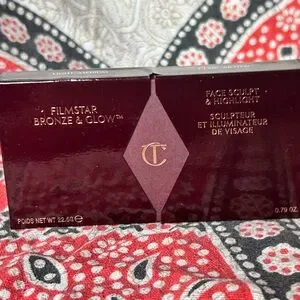 FILMSTAR
BRONZE & GLOW™
FACE SCULPT
& HIGHLIGHT
SCULPTEUR
ET ILLUMINATEUR
DE VISAGE
CT
POIDS NET WT 22.6G℮
0.79 OZ.